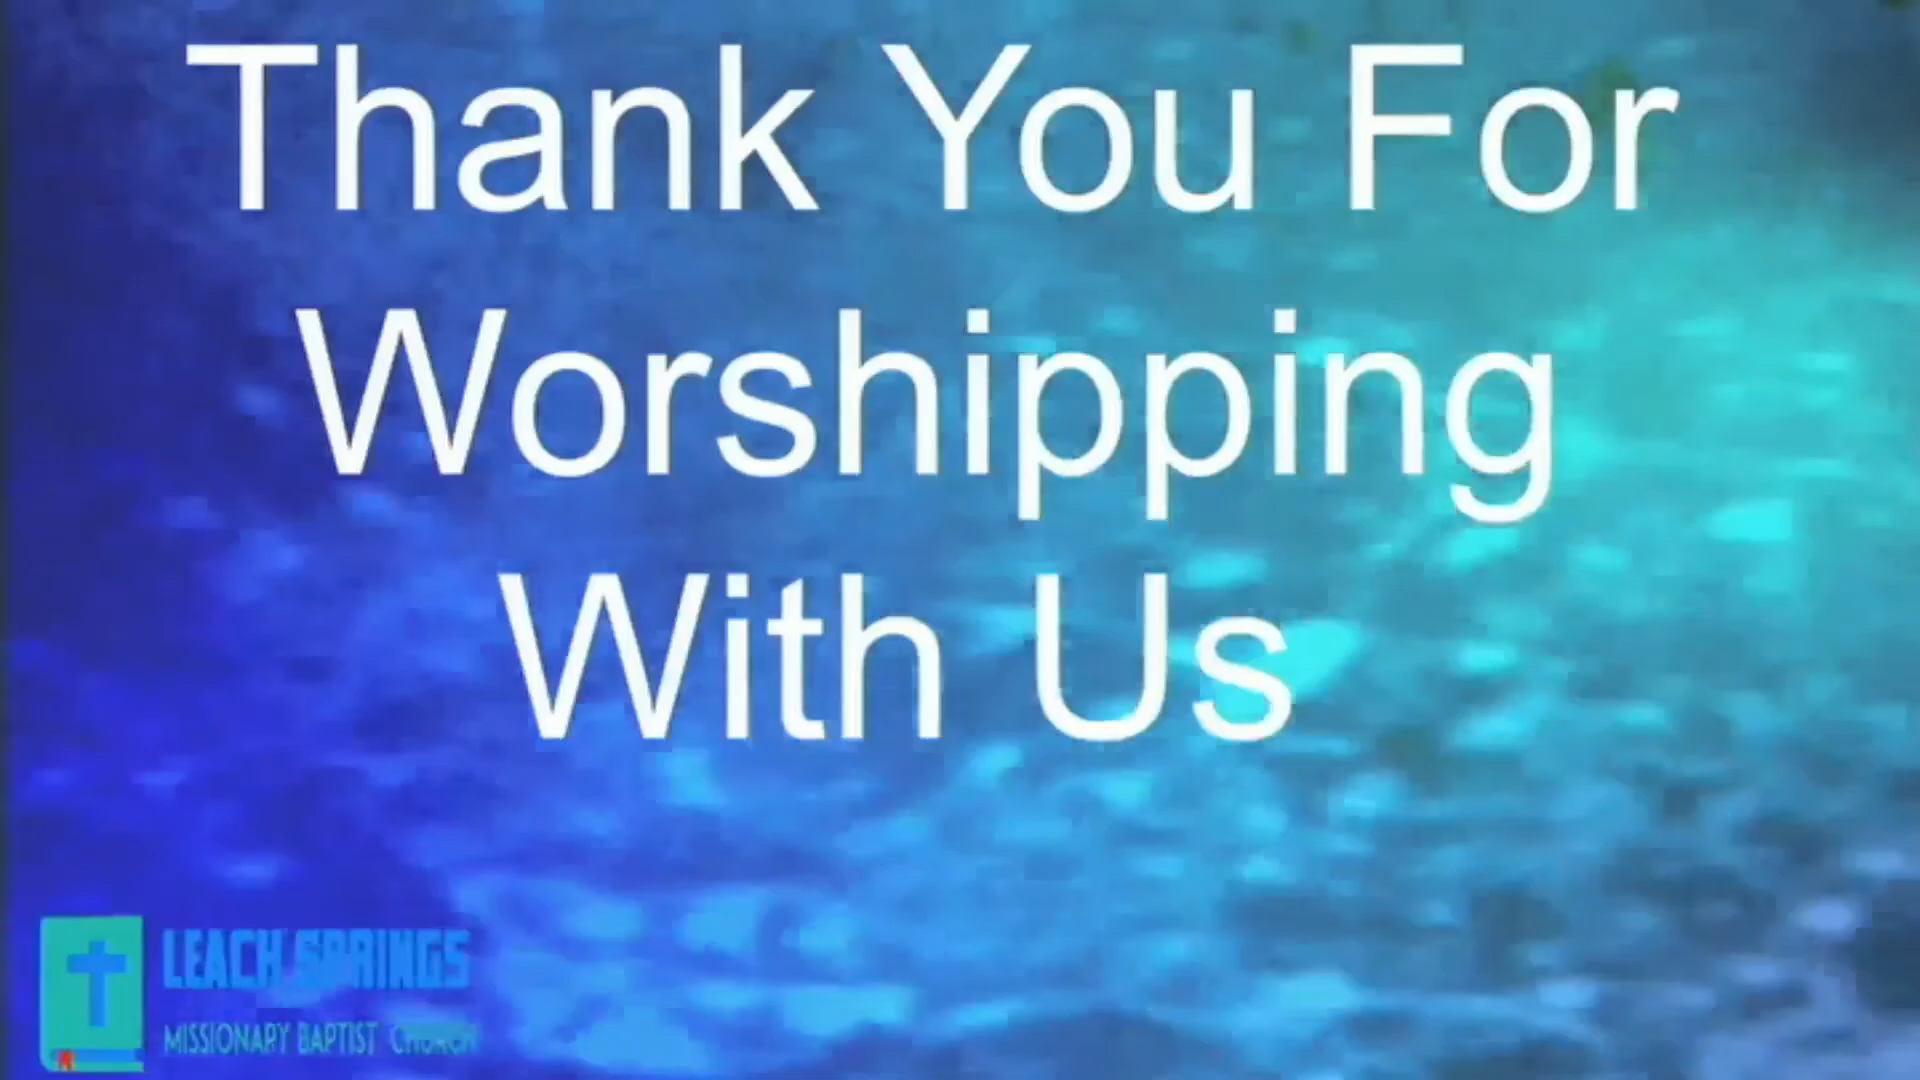 Thank You For
Worshipping
With Us
LEACH SPRINGS
MISSIONARY BAPTIST CHURCH